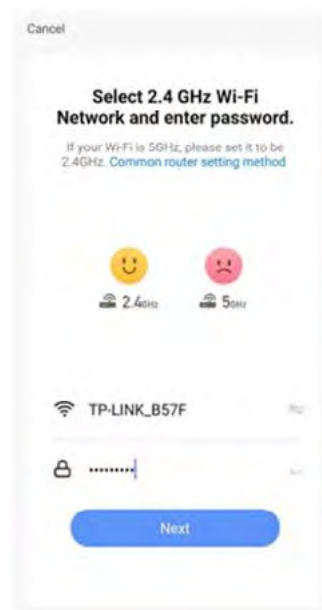 Cancel
Select 2.4 GHz Wi-Fi
Network and enter password.
If your Wi-Fi is 5GHz, please set it to be
2.4GHz. Common router setting method
2.4GHz
5GHz
TP-LINK_B57F
Next